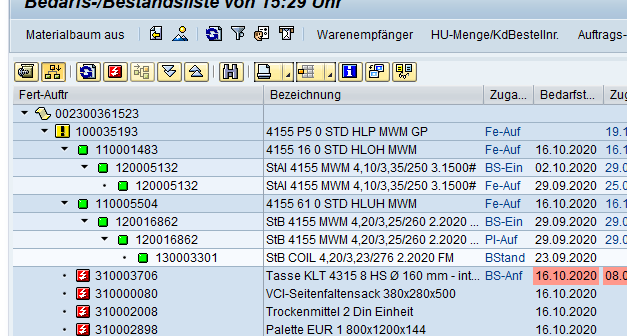 Bedarfs-/Bestandsliste von 15:29 Uhr
Materialbaum aus Warenempfänger HU-Menge/KdBestellnr. Auftrags-
Fert-Auftr Bezeichnung Zuga... Bedarfst... Zug
002300361523
100035193 4155 P5 0 STD HLP MWM GP Fe-Auf 19.1
110001483 4155 16 0 STD HLOH MWM Fe-Auf 16.10.2020 16.1
120005132 StAl 4155 MWM 4,10/3,35/250 3.1500# BS-Ein 02.10.2020 29.0
120005132 StAl 4155 MWM 4,10/3,35/250 3.1500# Fe-Auf 29.09.2020 25.0
110005504 4155 61 0 STD HLUH MWM Fe-Auf 16.10.2020 16.1
120016862 StB 4155 MWM 4,20/3,25/260 2.2020 ... BS-Ein 29.09.2020 29.0
120016862 StB 4155 MWM 4,20/3,25/260 2.2020 ... PI-Auf 29.09.2020 29.0
130003301 StB COIL 4,20/3,23/276 2.2020 FM BStand 23.09.2020
310003706 Tasse KLT 4315 8 HS Ø 160 mm - int... BS-Anf 16.10.2020 08.0
310000080 VCI-Seitenfaltensack 380x280x500 16.10.2020
310002008 Trockenmittel 2 Din Einheit 16.10.2020
310002898 Palette EUR 1 800x1200x144 16.10.2020